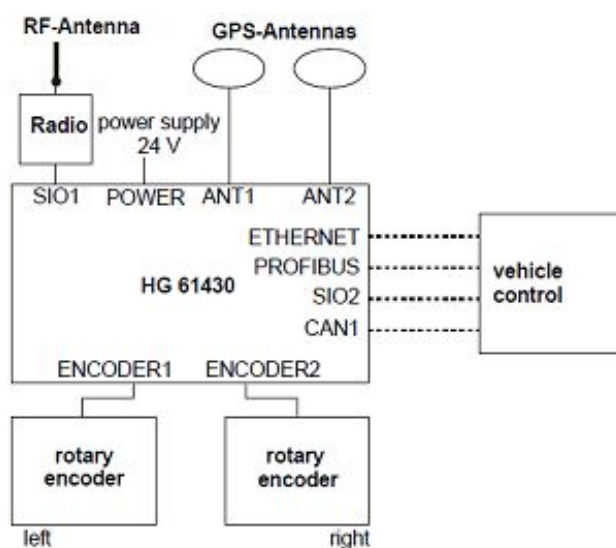 RF-Antenna
GPS-Antennas
Radio
power supply
24 V
SIO1
POWER
ANT1
ANT2
ETHERNET
PROFIBUS
SIO2
CAN1
HG 61430
vehicle
control
ENCODER1
ENCODER2
rotary
encoder
rotary
encoder
left
right